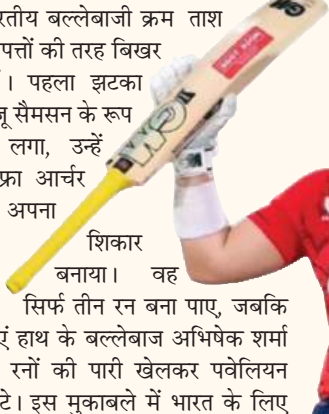 रतीय बल्लेबाजी क्रम ताश
पत्तों की तरह बिखर
। पहला झटका
जू सैमसन के रूप
लगा, उन्हें
फ्रा आर्चर
अपना
शिकार
बनाया। वह
सिर्फ तीन रन बना पाए, जबकि
एं हाथ के बल्लेबाज अभिषेक शर्मा
रनों की पारी खेलकर पवेलियन
टे। इस मुकाबले में भारत के लिए
GM